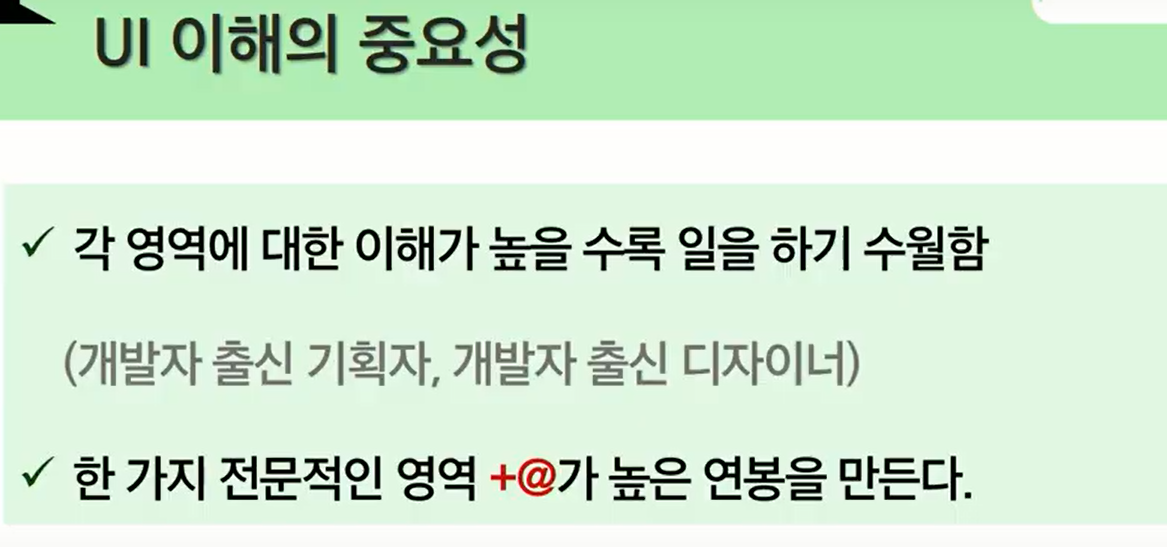 UI 이해의 중요성
✓ 각 영역에 대한 이해가 높을 수록 일을 하기 수월함
(개발자 출신 기획자, 개발자 출신 디자이너)
✓ 한 가지 전문적인 영역 +@가 높은 연봉을 만든다.